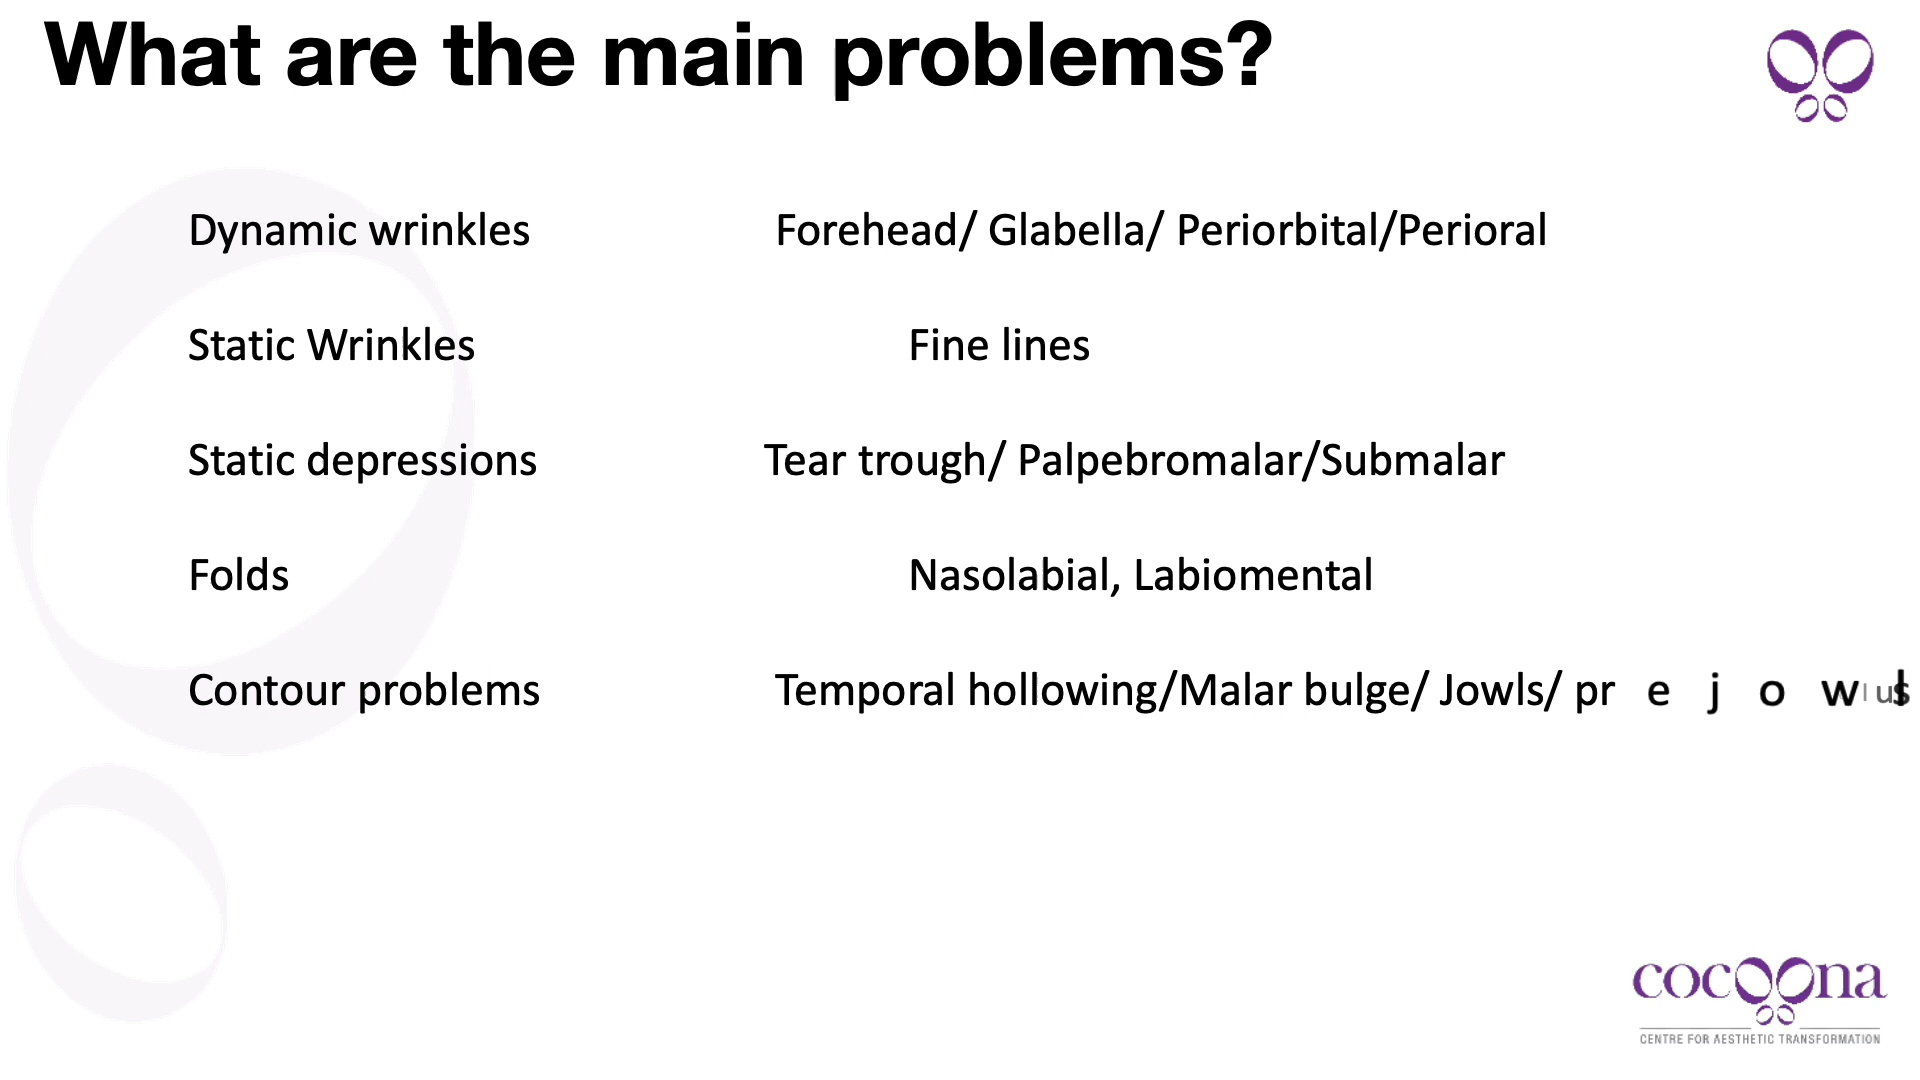 What are the main problems?
Dynamic wrinkles Forehead/ Glabella/ Periorbital/Perioral
Static Wrinkles Fine lines
Static depressions Tear trough/ Palpebromalar/Submalar
Folds Nasolabial, Labiomental
Contour problems Temporal hollowing/Malar bulge/ Jowls/ prejowl
cocoona
CENTRE FOR AESTHETIC TRANSFORMATION